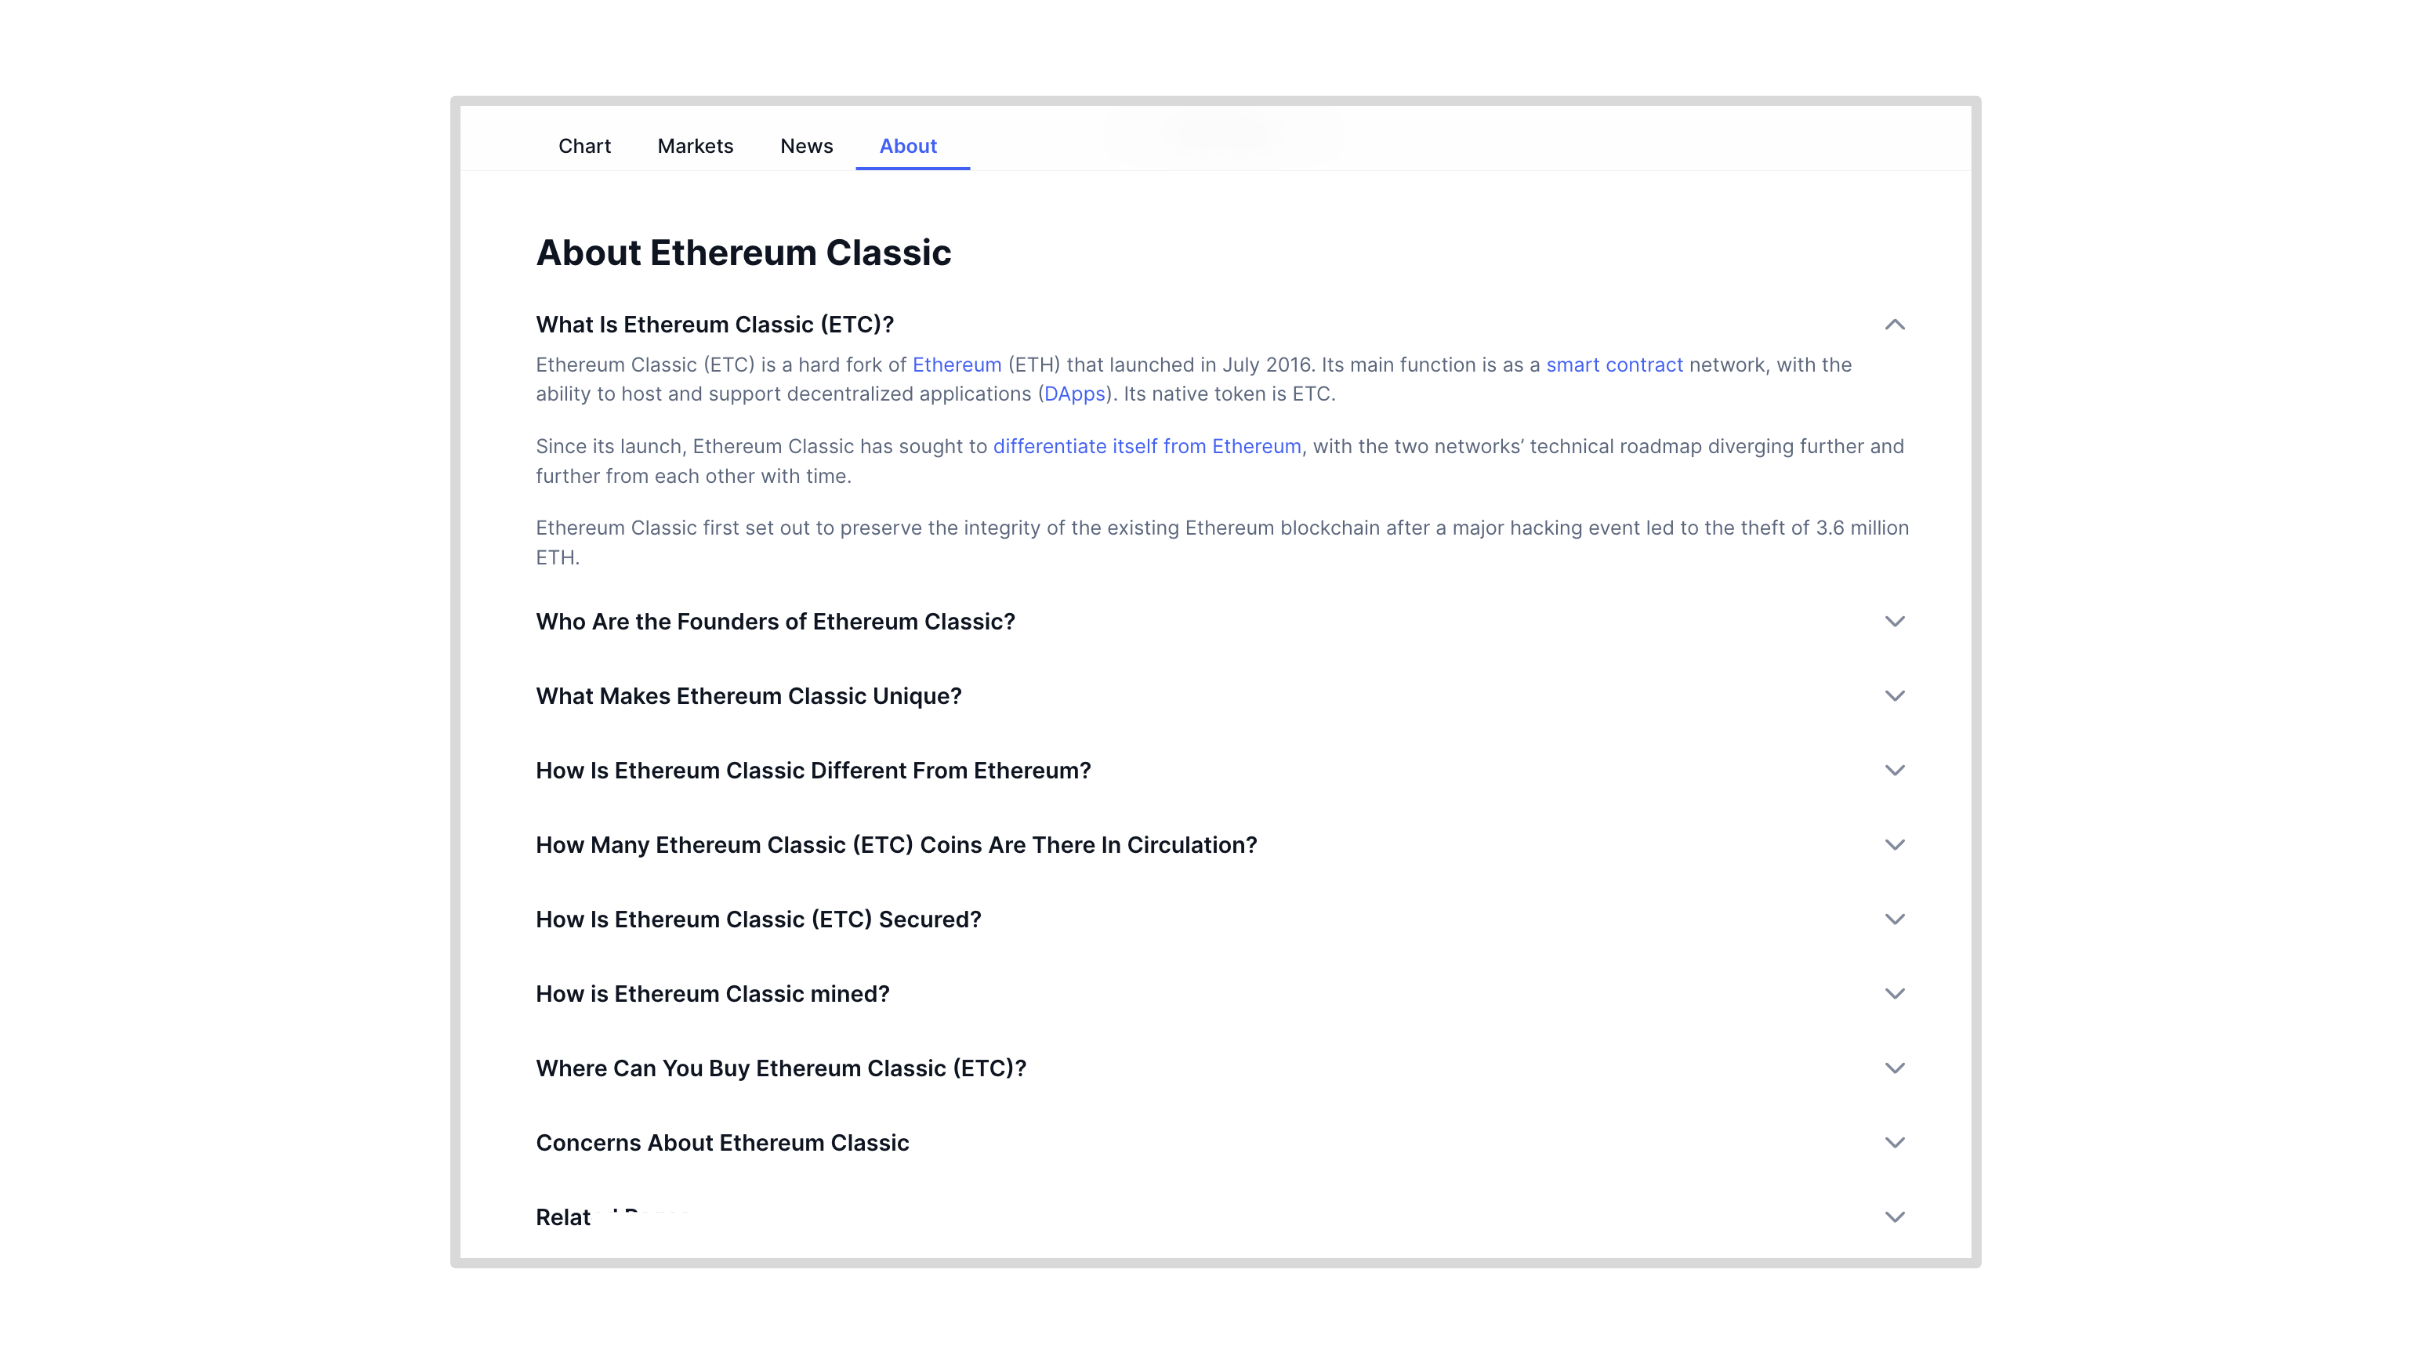 Chart Markets News About
About Ethereum Classic
What Is Ethereum Classic (ETC)?
Ethereum Classic (ETC) is a hard fork of Ethereum (ETH) that launched in July 2016. Its main function is as a smart contract network, with the
ability to host and support decentralized applications (DApps). Its native token is ETC.
Since its launch, Ethereum Classic has sought to differentiate itself from Ethereum, with the two networks’ technical roadmap diverging further and
further from each other with time.
Ethereum Classic first set out to preserve the integrity of the existing Ethereum blockchain after a major hacking event led to the theft of 3.6 million
ETH.
Who Are the Founders of Ethereum Classic?
What Makes Ethereum Classic Unique?
How Is Ethereum Classic Different From Ethereum?
How Many Ethereum Classic (ETC) Coins Are There In Circulation?
How Is Ethereum Classic (ETC) Secured?
How is Ethereum Classic mined?
Where Can You Buy Ethereum Classic (ETC)?
Concerns About Ethereum Classic